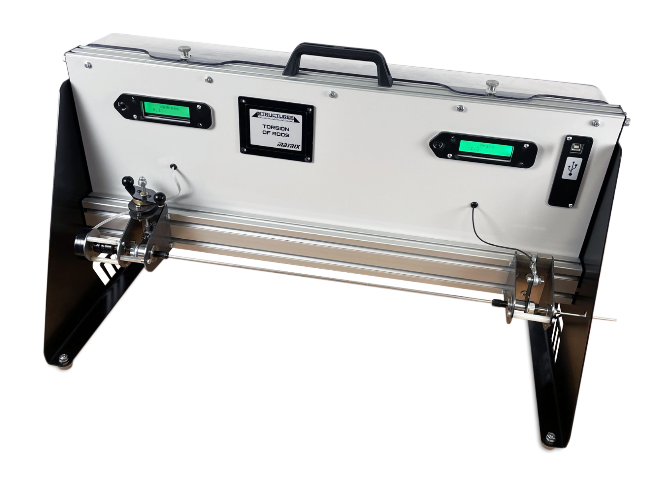 STRUCTURES
TORSION
OF RODS
MATRIX